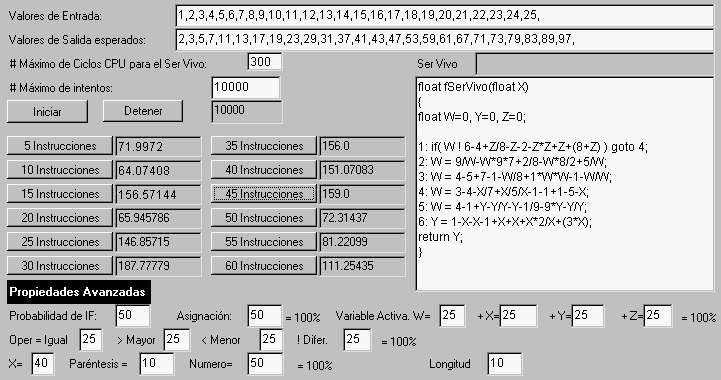 Valores de Entrada: 1,2,3,4,5,6,7,8,9,10,11,12,13,14,15,16,17,18,19,20,21,22,23,24,25,
Valores de Salida esperados: 2,3,5,7,11,13,17,19,23,29,31,37,41,43,47,53,59,61,67,71,73,79,83,89,97,
# Máximo de Ciclos CPU para el Ser Vivo: 300
# Máximo de intentos: 10000
Iniciar Detener 10000
5 Instrucciones 71.9972 35 Instrucciones 156.0
10 Instrucciones 64.07408 40 Instrucciones 151.07083
15 Instrucciones 156.57144 45 Instrucciones 159.0
20 Instrucciones 65.945786 50 Instrucciones 72.31437
25 Instrucciones 146.85715 55 Instrucciones 81.22099
30 Instrucciones 187.77779 60 Instrucciones 111.25435
Ser Vivo
float fSerVivo(float X)
{
float W=0, Y=0, Z=0;
1: if( W ! 6-4+Z/8-Z-2-Z*Z+Z+(8+Z) ) goto 4;
2: W = 9/W-W*9*7+2/8-W*8/2+5/W;
3: W = 4-5+7-1-W/8+1*W*W-1-W/W;
4: W = 3-4-X/7+X/5/X-1-1+1-5-X;
5: W = 4-1+Y-Y/Y-Y-1/9-9*Y-Y/Y;
6: Y = 1-X-X-1+X+X+X*2/X+(3*X);
return Y;
}
Propiedades Avanzadas
Probabilidad de IF: 50 Asignación: 50 = 100% Variable Activa. W= 25 + X= 25 + Y= 25 + Z= 25 = 100%
Oper = Igual 25 > Mayor 25 < Menor 25 ! Difer. 25 = 100%
X= 40 Paréntesis = 10 Numero= 50 = 100% Longitud 10